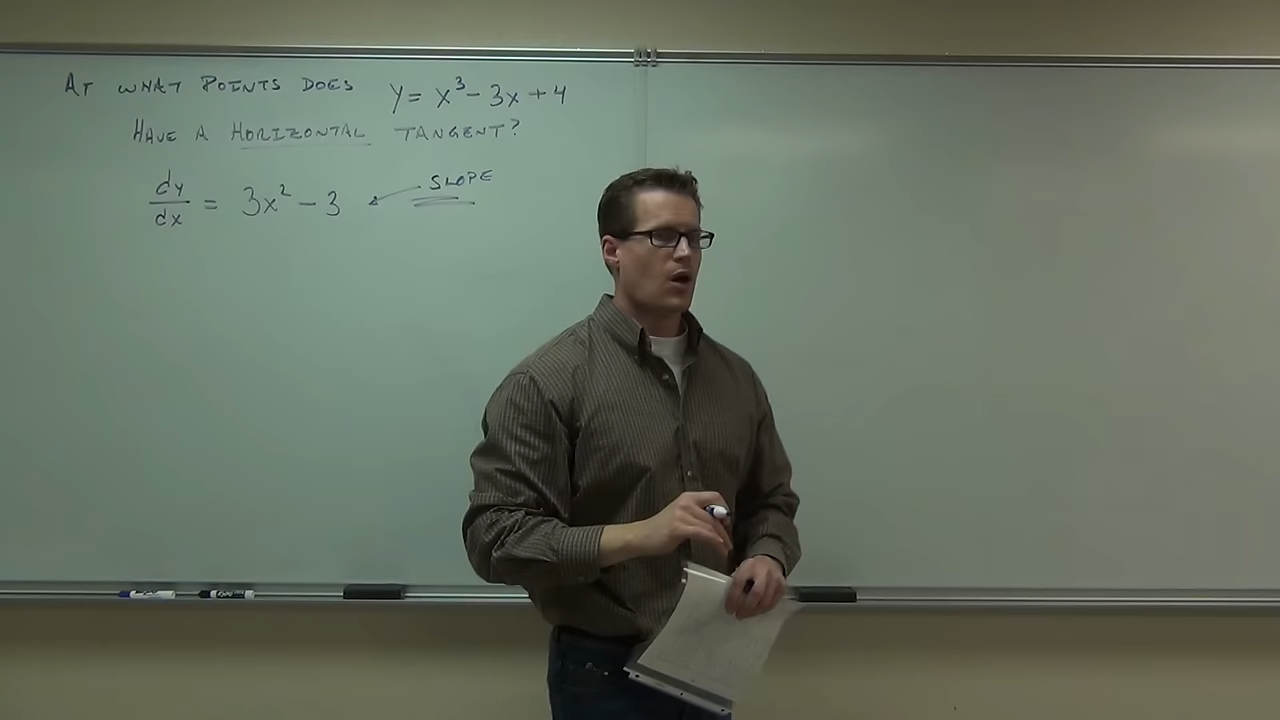 AT WHAT POINTS DOES y = x³ - 3x + 4
HAVE A HORIZONTAL TANGENT?
dy/dx = 3x² - 3 ← SLOPE